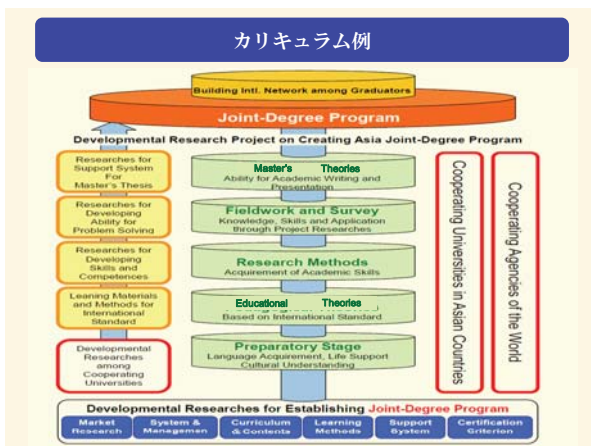 カリキュラム例
Building Intl. Network among Graduators
Joint-Degree Program
Developmental Research Project on Creating Asia Joint-Degree Program
Researches for
Support System
For
Master's Thesis
Researches for
Developing
Ability for
Problem Solving
Researches for
Developing
Skills and
Competences
Leaning Materials
and Methods for
International
Standard
Developmental
Researches
among
Cooperating
Universities
Master's Theories
Ability for Academic Writing and
Presentation
Fieldwork and Survey
Knowledge, Skills and Application
through Project Researches
Research Methods
Acquirement of Academic Skills
Educational Theories
Based on International Standard
Preparatory Stage
Language Acquirement, Life Support
Cultural Understanding
Cooperating Universities in Asian Countries
Cooperating Agencies of the World
Developmental Researches for Establishing Joint-Degree Program
Market
Research
System &
Managemen
Curriculum
& Contents
Learning
Methods
Support
System
Certification
Criterion